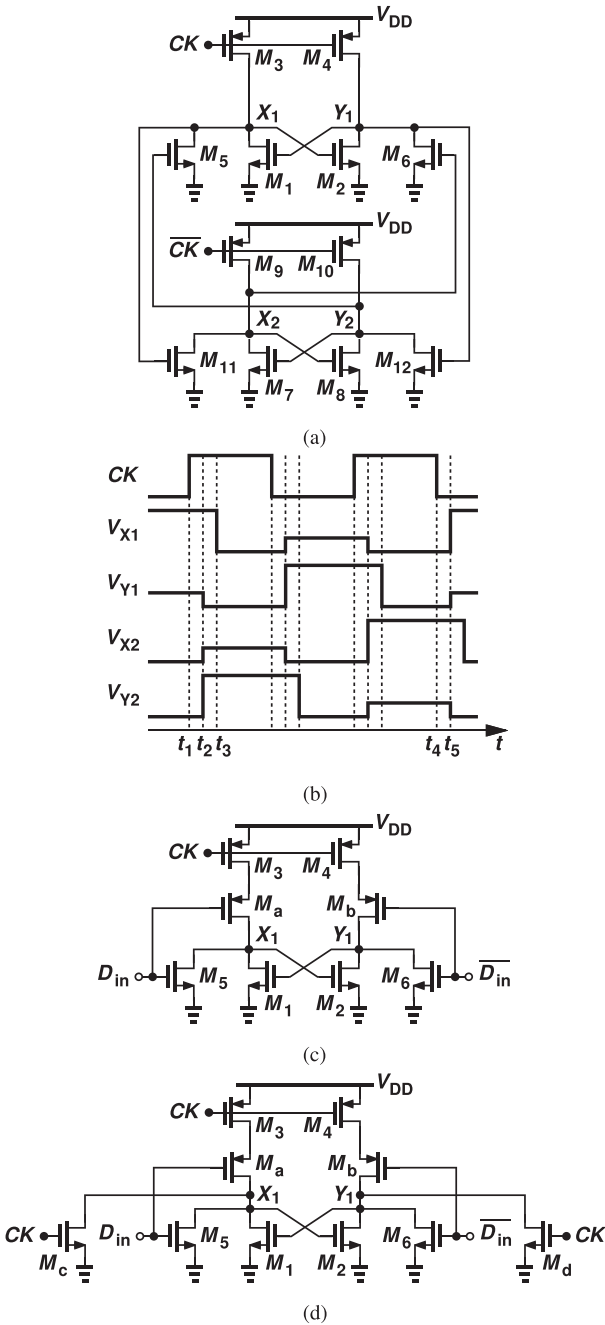 V_DD
CK M_3 M_4
X_1 Y_1
M_5 M_1 M_2 M_6
V_DD
\overline{CK} M_9 M_10
X_2 Y_2
M_11 M_7 M_8 M_12
(a)
CK
V_X1
V_Y1
V_X2
V_Y2
t_1 t_2 t_3 t_4 t_5 t
(b)
V_DD
CK M_3 M_4
M_a M_b
X_1 Y_1
D_in M_5 M_1 M_2 M_6 \overline{D_in}
(c)
V_DD
CK M_3 M_4
M_a M_b
X_1 Y_1
CK D_in M_5 M_6 \overline{D_in} CK
M_c M_1 M_2 M_d
(d)